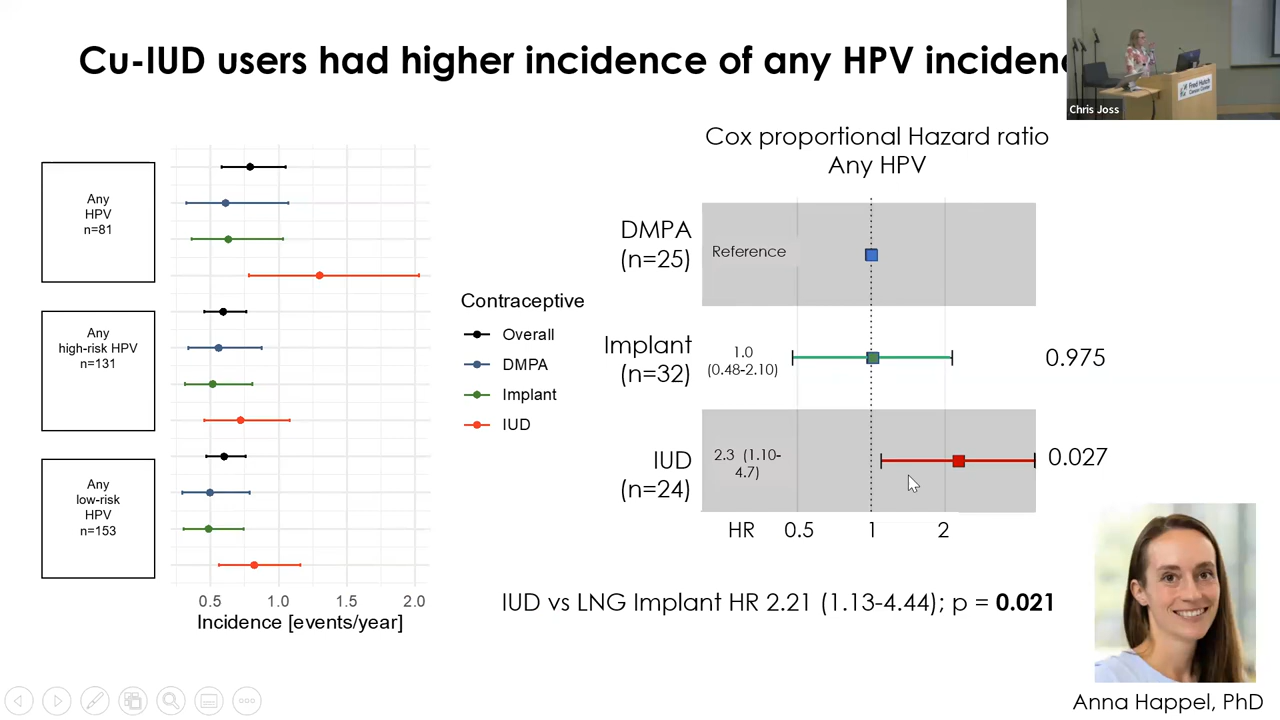 Cu-IUD users had higher incidence of any HPV
Chris Joss
Fred Hutch
Cancer Center
Any
HPV
n=81
Any
high-risk HPV
n=131
Any
low-risk
HPV
n=153
0.5 1.0 1.5 2.0
Incidence [events/year]
Contraceptive
Overall
DMPA
Implant
IUD
Cox proportional Hazard ratio
Any HPV
DMPA
(n=25)
Reference
Implant
(n=32)
1.0
(0.48-2.10)
0.975
IUD
(n=24)
2.3 (1.10-
4.7)
0.027
HR 0.5 1 2
IUD vs LNG Implant HR 2.21 (1.13-4.44); p = 0.021
Anna Happel, PhD